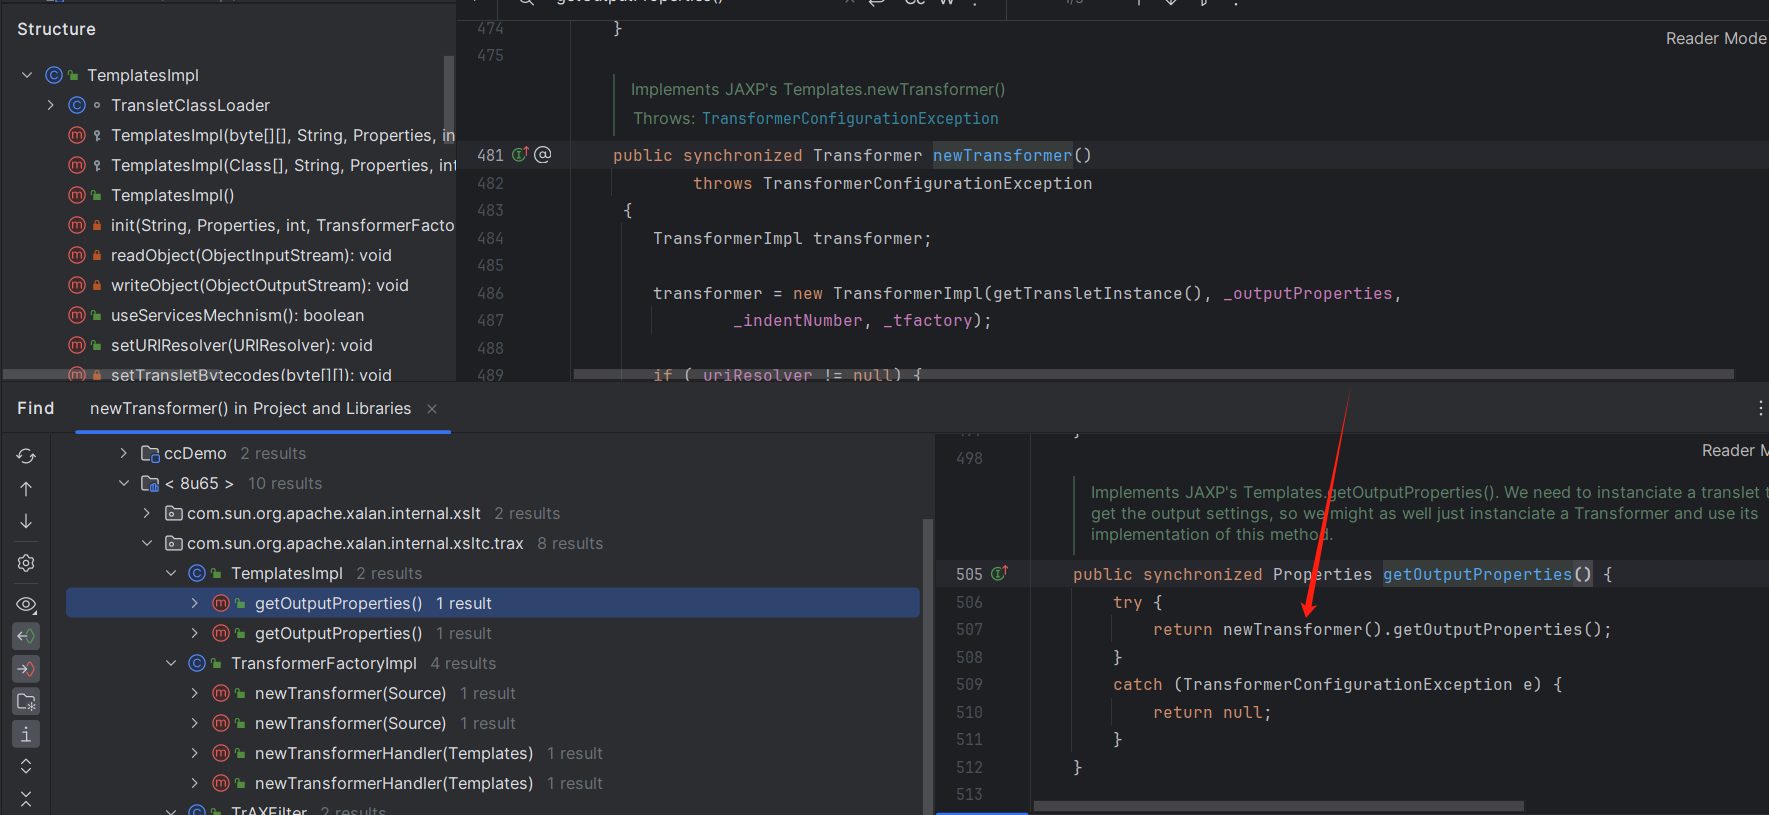 Structure
TemplatesImpl
TransletClassLoader
TemplatesImpl(byte[][], String, Properties, in
TemplatesImpl(Class[], String, Properties, int
TemplatesImpl()
init(String, Properties, int, TransformerFacto
readObject(ObjectInputStream): void
writeObject(ObjectOutputStream): void
useServicesMechnism(): boolean
setURIResolver(URIResolver): void
setTransletBytecodes(byte[][]): void
getOutputProperties()
Cc W
1/3
Reader Mode
474 }
475
Implements JAXP's Templates.newTransformer()
Throws: TransformerConfigurationException
481 public synchronized Transformer newTransformer()
482 throws TransformerConfigurationException
483 {
484 TransformerImpl transformer;
485
486 transformer = new TransformerImpl(getTransletInstance(), _outputProperties,
487 _indentNumber, _tfactory);
488
489 if (_uriResolver != null) {
Find newTransformer() in Project and Libraries
ccDemo 2 results
< 8u65 > 10 results
com.sun.org.apache.xalan.internal.xslt 2 results
com.sun.org.apache.xalan.internal.xsltc.trax 8 results
TemplatesImpl 2 results
getOutputProperties() 1 result
getOutputProperties() 1 result
TransformerFactoryImpl 4 results
newTransformer(Source) 1 result
newTransformer(Source) 1 result
newTransformerHandler(Templates) 1 result
newTransformerHandler(Templates) 1 result
TrAXFilter 2 results
}
498
Reader M
Implements JAXP's Templates.getOutputProperties(). We need to instanciate a translet t
get the output settings, so we might as well just instanciate a Transformer and use its
implementation of this method.
505 public synchronized Properties getOutputProperties() {
506 try {
507 return newTransformer().getOutputProperties();
508 }
509 catch (TransformerConfigurationException e) {
510 return null;
511 }
512 }
513